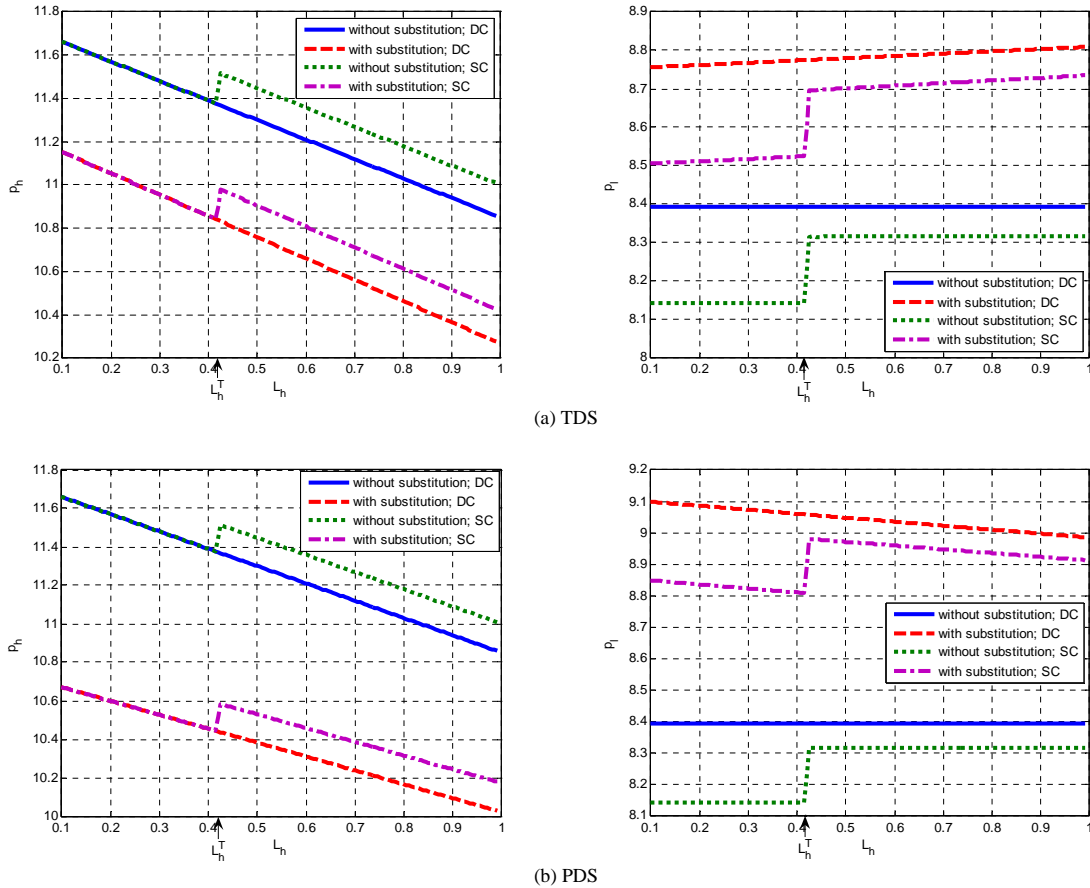 11.8
11.6
11.4
11.2
11
10.8
10.6
10.4
10.2
p_h
without substitution; DC
with substitution; DC
without substitution; SC
with substitution; SC
0.1 0.2 0.3 0.4 0.5 0.6 0.7 0.8 0.9 1
L_h^T L_h
8.9
8.8
8.7
8.6
8.5
8.4
8.3
8.2
8.1
8
p_l
without substitution; DC
with substitution; DC
without substitution; SC
with substitution; SC
0.1 0.2 0.3 0.4 0.5 0.6 0.7 0.8 0.9 1
L_h^T L_h
(a) TDS
11.8
11.6
11.4
11.2
11
10.8
10.6
10.4
10.2
10
p_h
without substitution; DC
with substitution; DC
without substitution; SC
with substitution; SC
0.1 0.2 0.3 0.4 0.5 0.6 0.7 0.8 0.9 1
L_h^T L_h
9.2
9.1
9
8.9
8.8
8.7
8.6
8.5
8.4
8.3
8.2
8.1
p_l
without substitution; DC
with substitution; DC
without substitution; SC
with substitution; SC
0.1 0.2 0.3 0.4 0.5 0.6 0.7 0.8 0.9 1
L_h^T L_h
(b) PDS